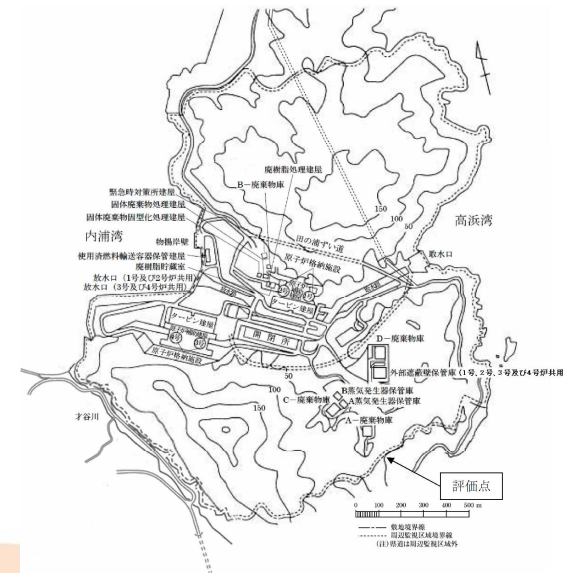 廃樹脂処理建屋
B-廃棄物庫
緊急時対策所建屋
固体廃棄物処理建屋
固体廃棄物固型化処理建屋
内浦湾
物揚岸壁
使用済燃料輸送容器保管建屋
廃樹脂貯蔵室
放水口(1号及び2号炉共用)
放水口(3号及び4号炉共用)
150
100
50
高浜湾
田の浦ずい道
取水口
原子炉格納施設
タービン建屋
タービン建屋
開閉所
原子炉格納施設
D-廃棄物庫
外部遮蔽壁保管庫(1号、2号、3号及び4号炉共用
50
100
150
B蒸気発生器保管庫
A蒸気発生器保管庫
C-廃棄物庫
A-廃棄物庫
才谷川
評価点
0 100 200 300 400 500 m
敷地境界線
周辺監視区域境界線
(注)県道は周辺監視区域外